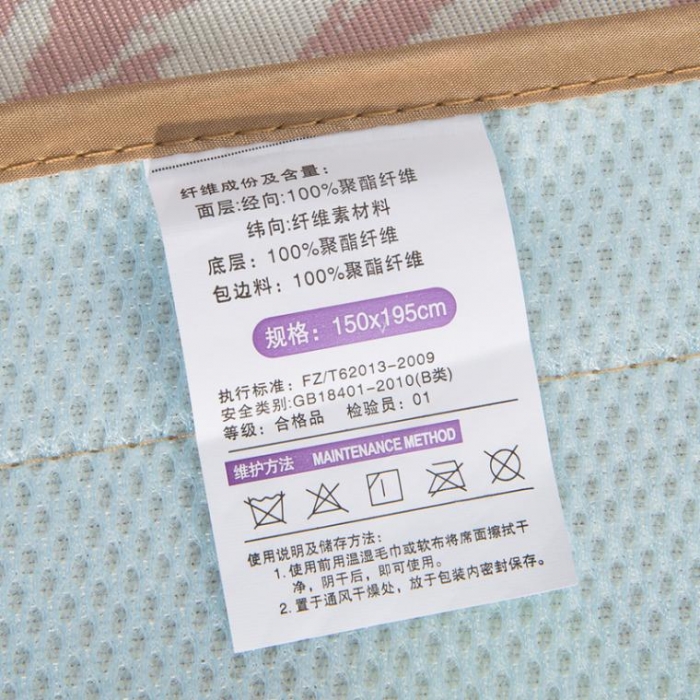 纤维成份及含量:
面层:经向:100%聚酯纤维
纬向:纤维素材料
底层: 100%聚酯纤维
包边料: 100%聚酯纤维
规格: 150x195cm
执行标准: FZ/T62013-2009
安全类别:GB18401-2010(B类)
等级: 合格品 检验员: 01
维护方法 MAINTENANCE METHOD
使用说明及储存方法:
1. 使用前用温湿毛巾或软布将席面擦拭干
净, 阴干后, 即可使用.
2. 置于通风干燥处, 放于包装内密封保存。